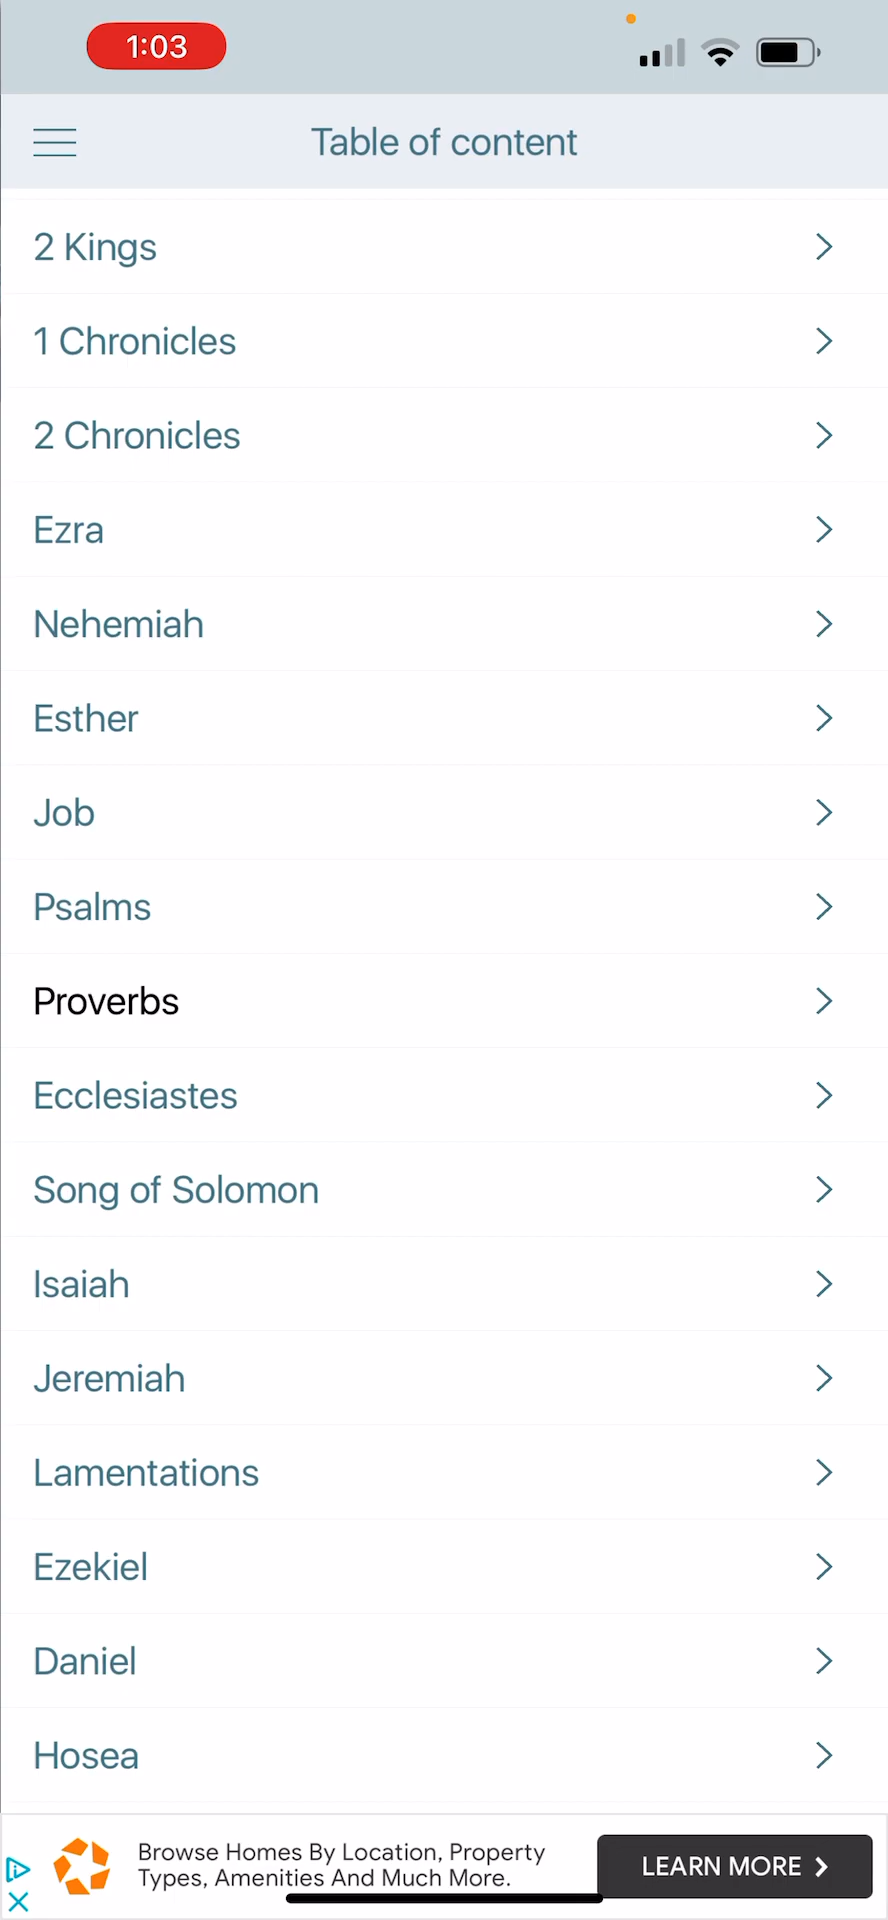 1:03
Table of content
2 Kings
1 Chronicles
2 Chronicles
Ezra
Nehemiah
Esther
Job
Psalms
Proverbs
Ecclesiastes
Song of Solomon
Isaiah
Jeremiah
Lamentations
Ezekiel
Daniel
Hosea
Browse Homes By Location, Property
Types, Amenities And Much More.
LEARN MORE